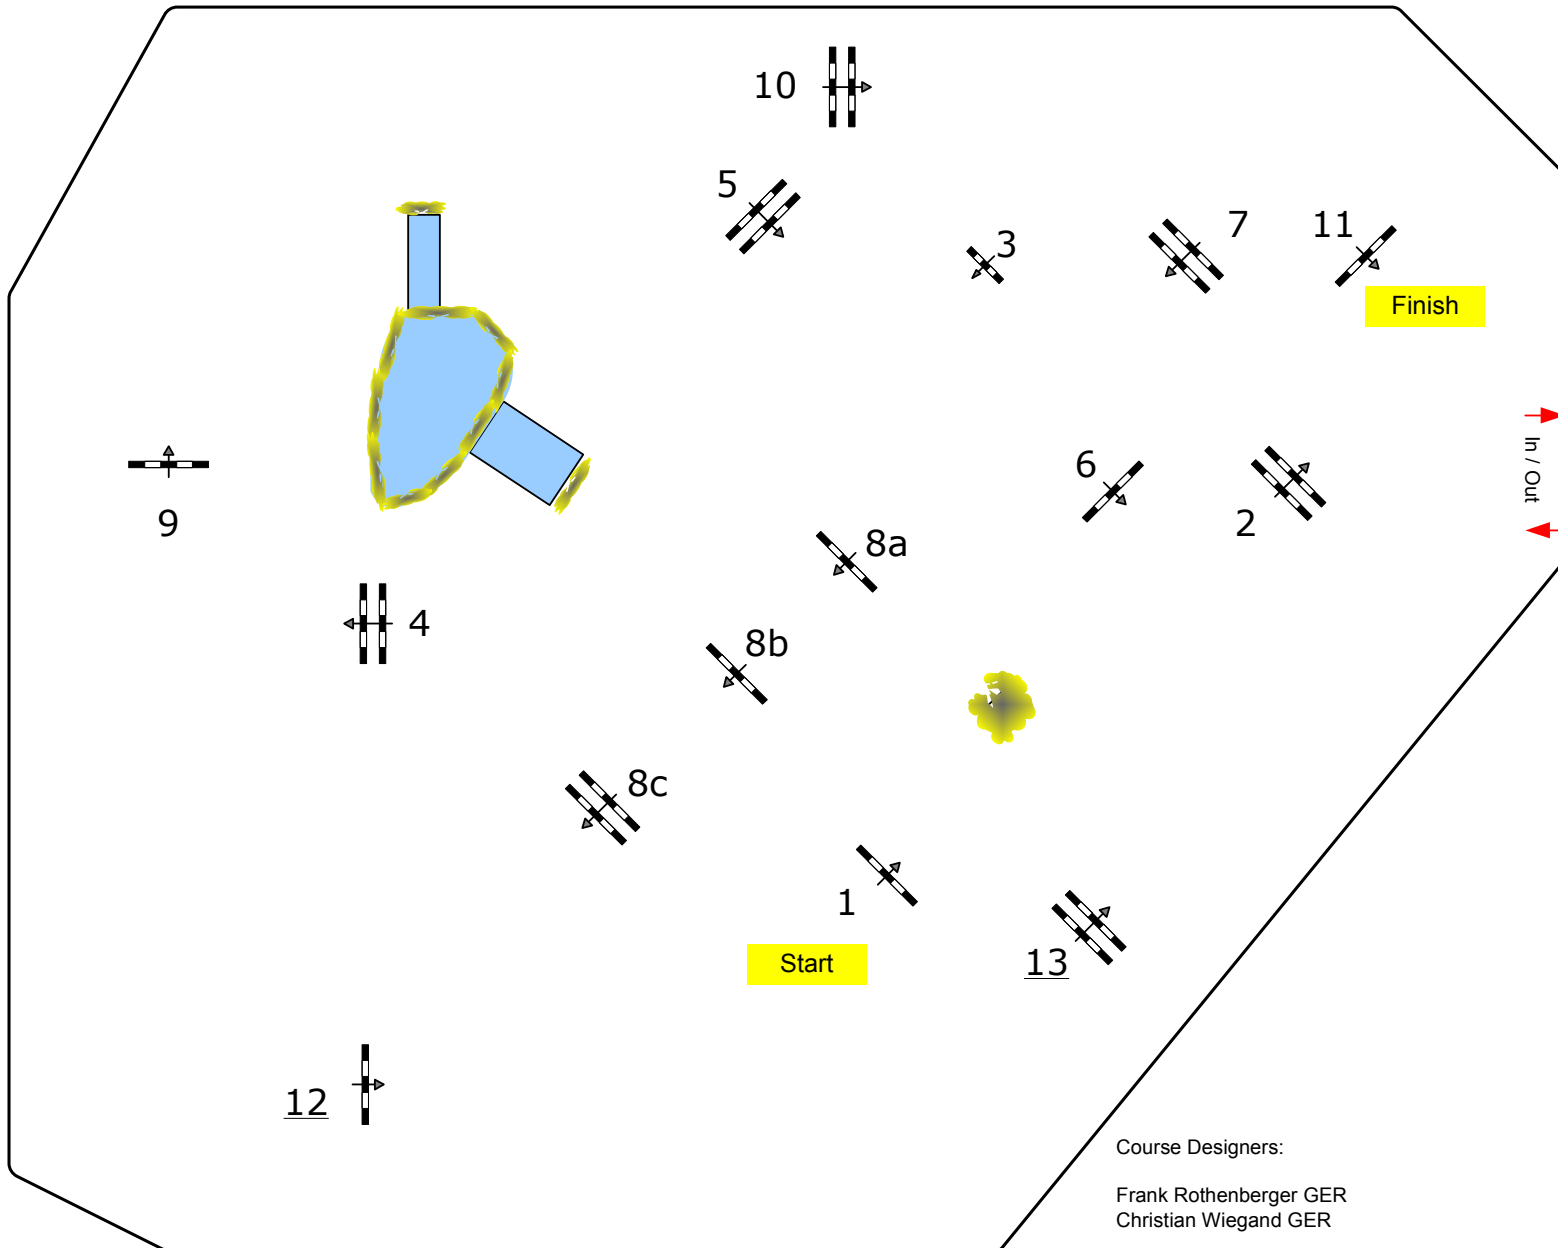 10
5
3
7
11
Finish
In / Out
6
2
8a
9
4
8b
8c
1
Start
13
12
Course Designers:
Frank Rothenberger GER
Christian Wiegand GER